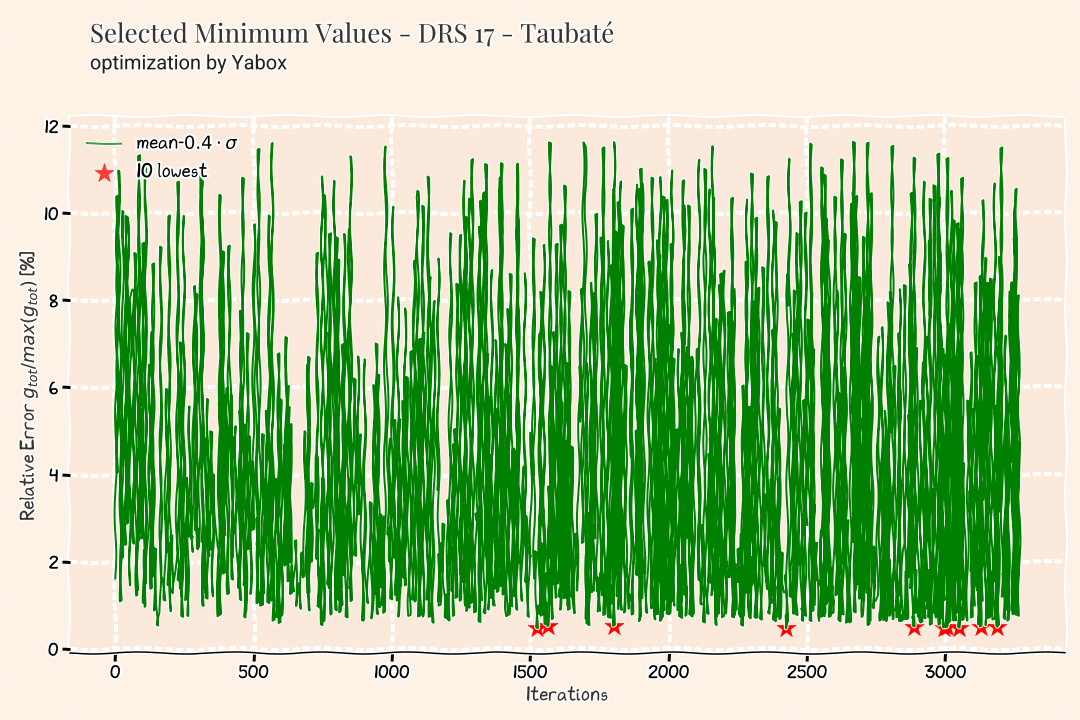 Selected Minimum Values - DRS 17 - Taubaté
optimization by Yabox
mean-0.4 · σ
10 lowest
Relative Error g_tot/max(g_tot) [%]
12
10
8
6
4
2
0
0 500 1000 1500 2000 2500 3000
Iterations